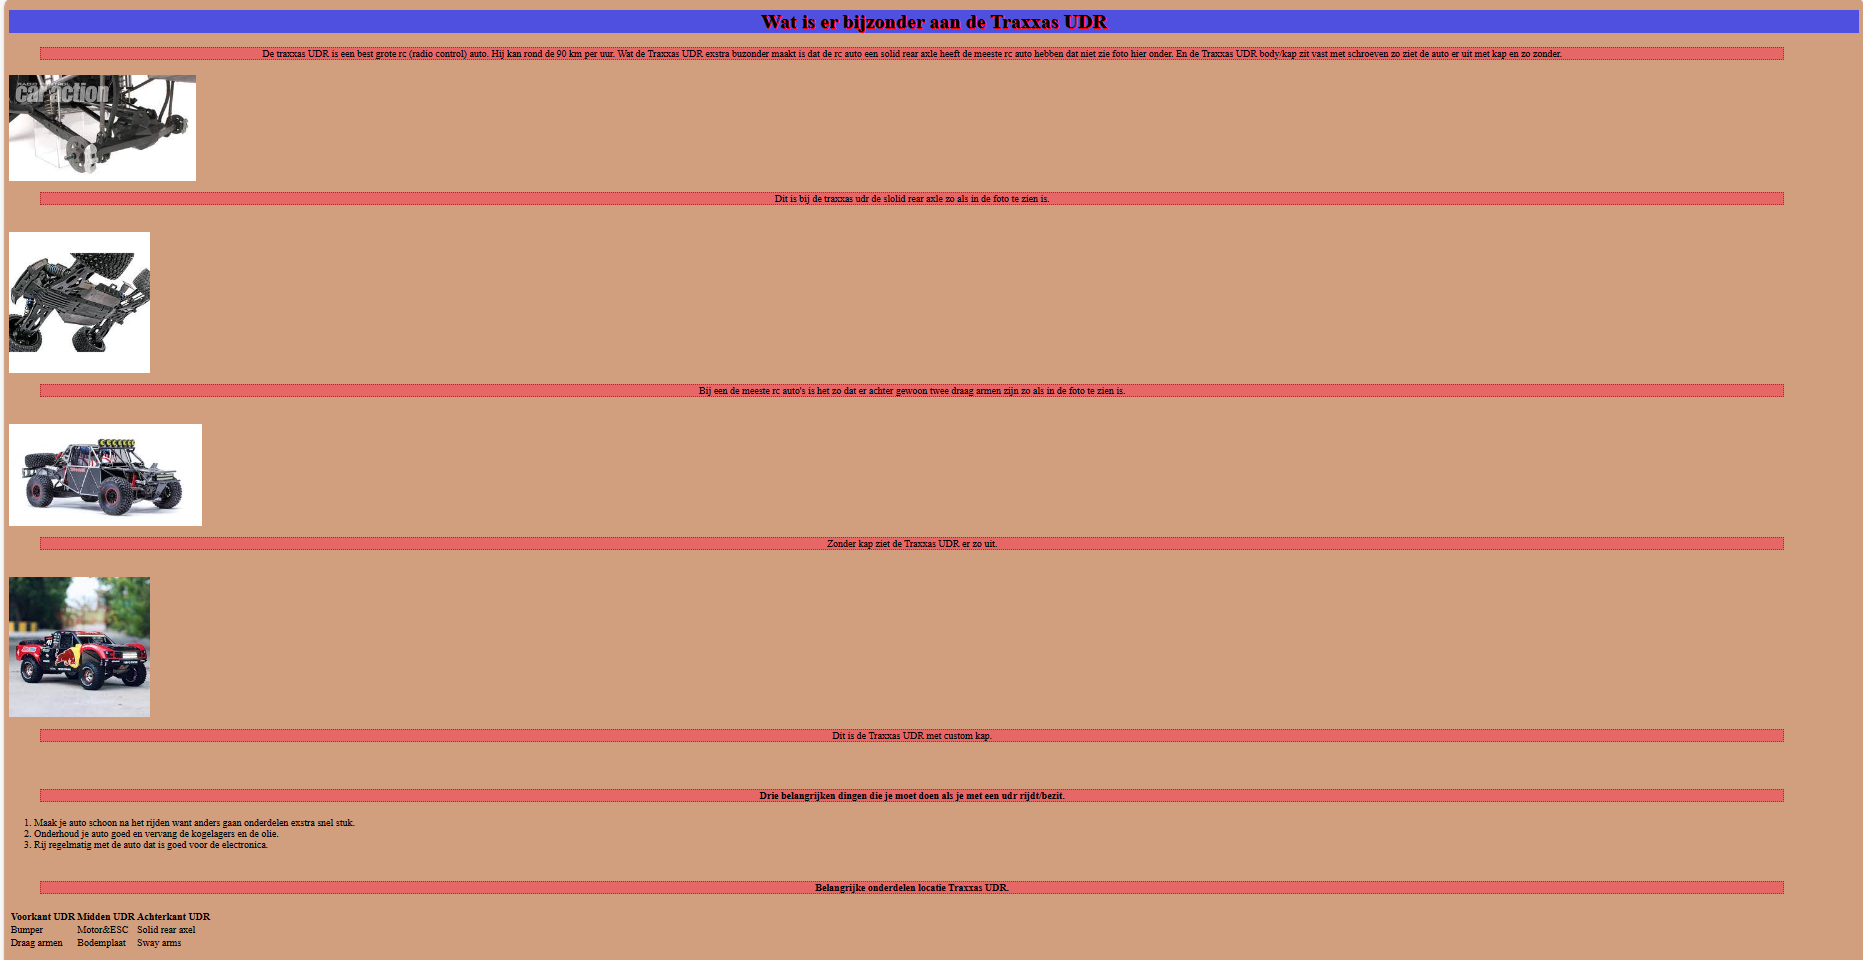 Wat is er bijzonder aan de Traxxas UDR
De traxxas UDR is een best grote rc (radio control) auto. Hij kan rond de 90 km per uur. Wat de Traxxas UDR exstra buzonder maakt is dat de rc auto een solid rear axle heeft de meeste rc auto hebben dat niet zie foto hier onder. En de Traxxas UDR body/kap zit vast met schroeven zo ziet de auto er uit met kap en zo zonder.
car action
Dit is bij de traxxas udr de slolid rear axle zo als in de foto te zien is.
Bij een de meeste rc auto's is het zo dat er achter gewoon twee draag armen zijn zo als in de foto te zien is.
Zonder kap ziet de Traxxas UDR er zo uit.
Dit is de Traxxas UDR met custom kap.
Drie belangrijken dingen die je moet doen als je met een udr rijdt/bezit.
1. Maak je auto schoon na het rijden want anders gaan onderdelen exstra snel stuk.
2. Onderhoud je auto goed en vervang de kogelagers en de olie.
3. Rij regelmatig met de auto dat is goed voor de electronica.
Belangrijke onderdelen locatie Traxxas UDR.
Voorkant UDR Midden UDR Achterkant UDR
Bumper Motor&ESC Solid rear axel
Draag armen Bodemplaat Sway arms